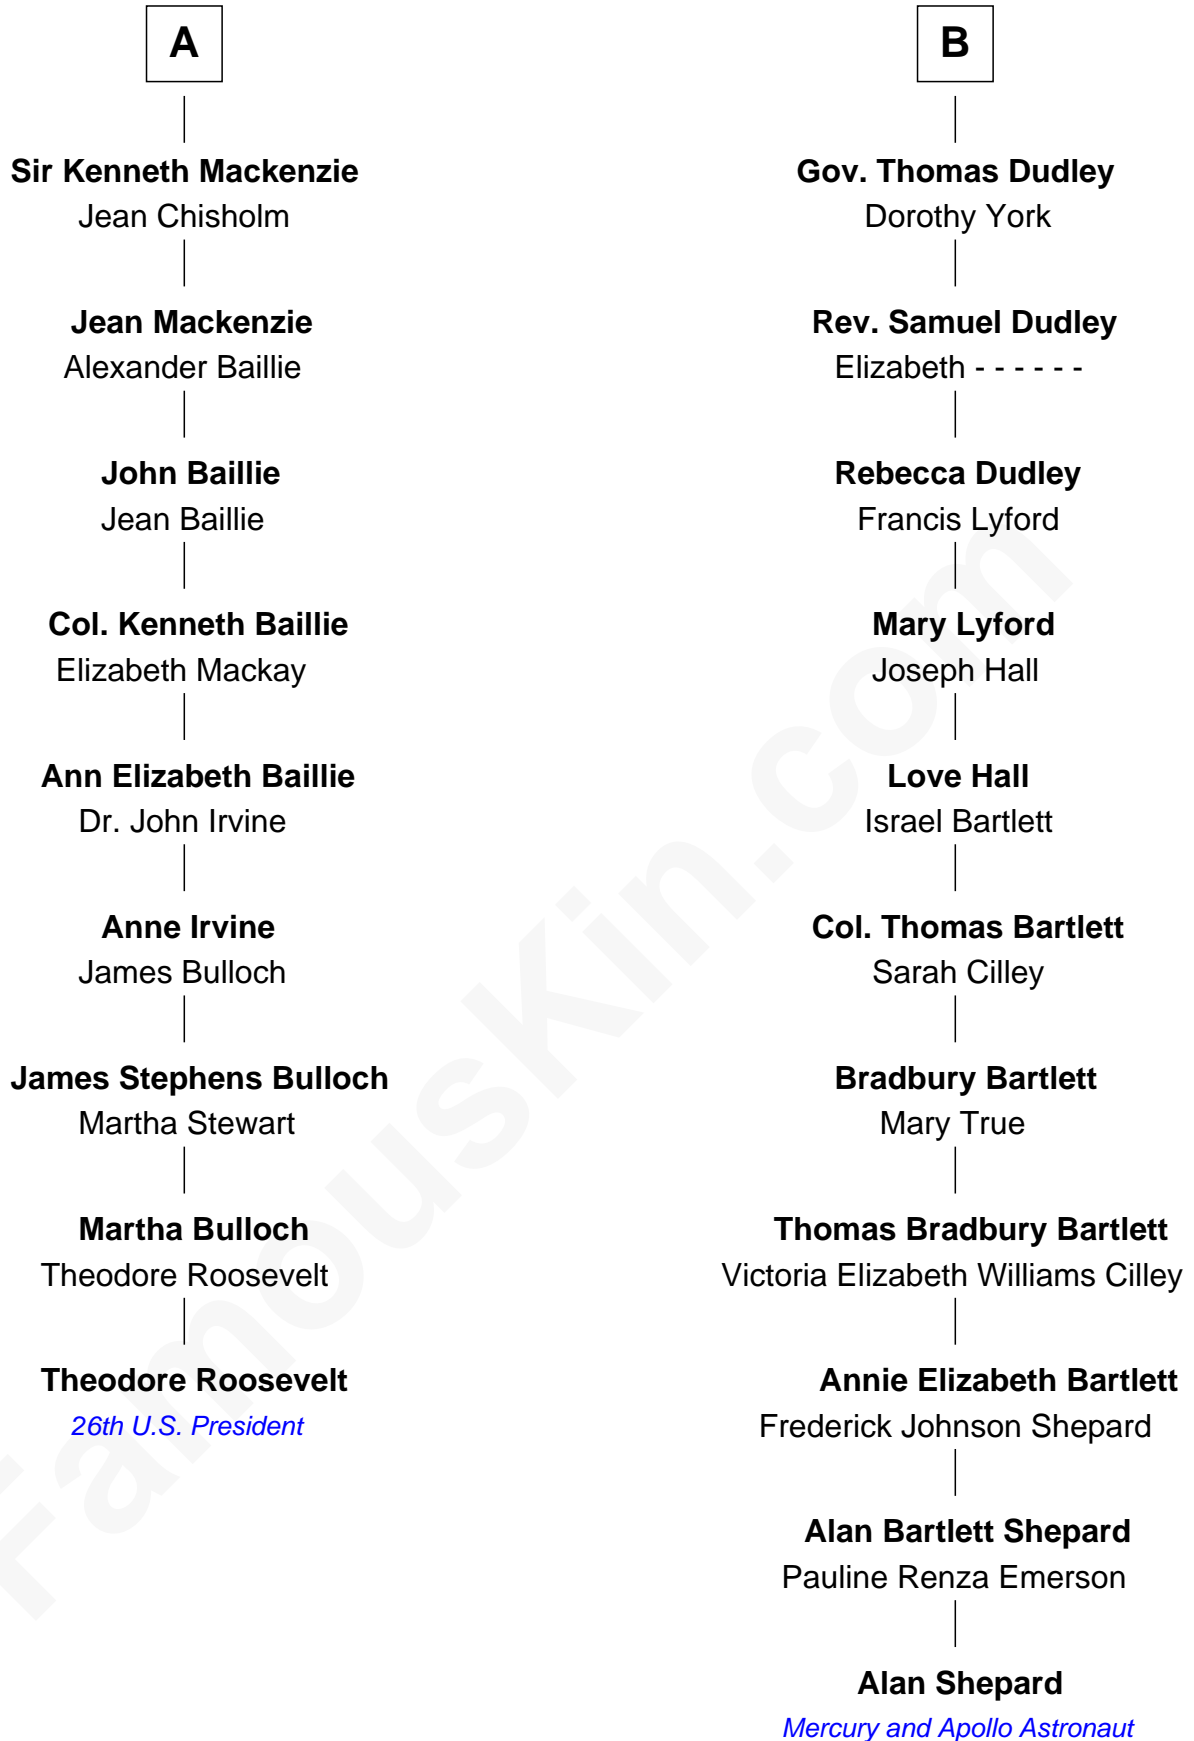 A
Sir Kenneth Mackenzie
Jean Chisholm
Jean Mackenzie
Alexander Baillie
John Baillie
Jean Baillie
Col. Kenneth Baillie
Elizabeth Mackay
Ann Elizabeth Baillie
Dr. John Irvine
Anne Irvine
James Bulloch
James Stephens Bulloch
Martha Stewart
Martha Bulloch
Theodore Roosevelt
Theodore Roosevelt
26th U.S. President
B
Gov. Thomas Dudley
Dorothy York
Rev. Samuel Dudley
Elizabeth - - - - - -
Rebecca Dudley
Francis Lyford
Mary Lyford
Joseph Hall
Love Hall
Israel Bartlett
Col. Thomas Bartlett
Sarah Cilley
Bradbury Bartlett
Mary True
Thomas Bradbury Bartlett
Victoria Elizabeth Williams Cilley
Annie Elizabeth Bartlett
Frederick Johnson Shepard
Alan Bartlett Shepard
Pauline Renza Emerson
Alan Shepard
Mercury and Apollo Astronaut
FamousKin.com